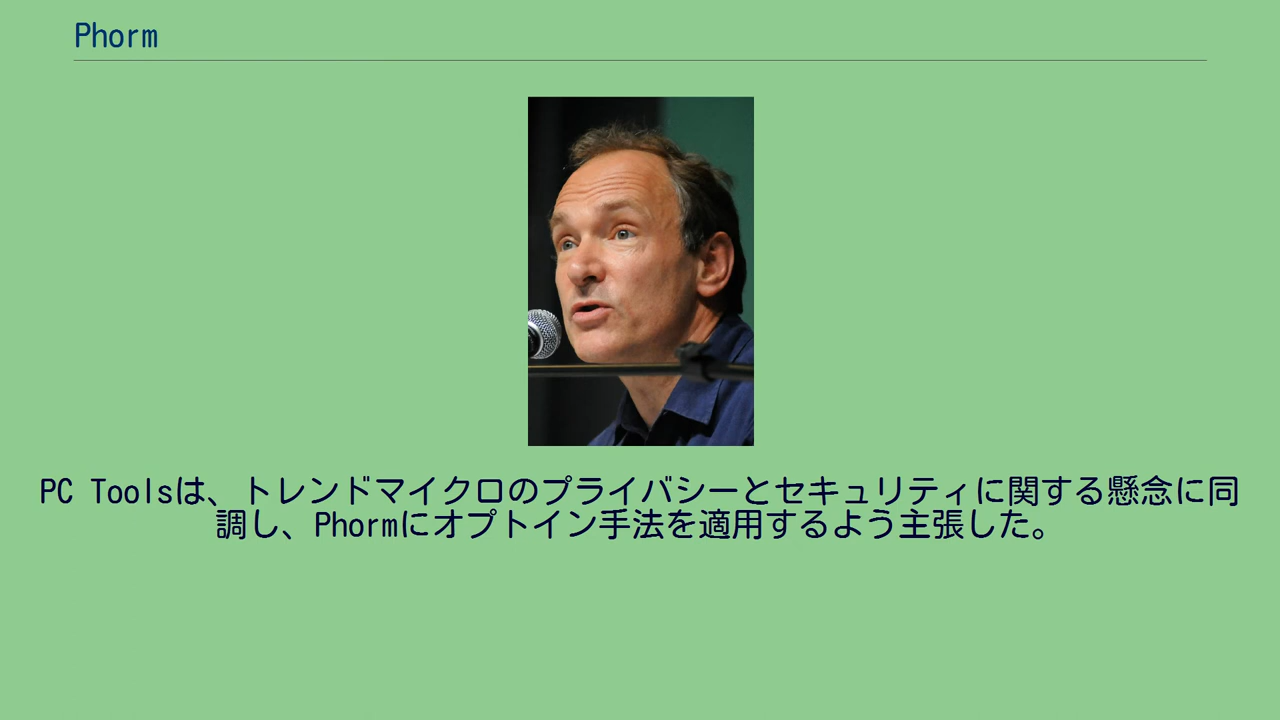 Phorm
PC Toolsは、トレンドマイクロのプライバシーとセキュリティに関する懸念に同
調し、Phormにオプトイン手法を適用するよう主張した。